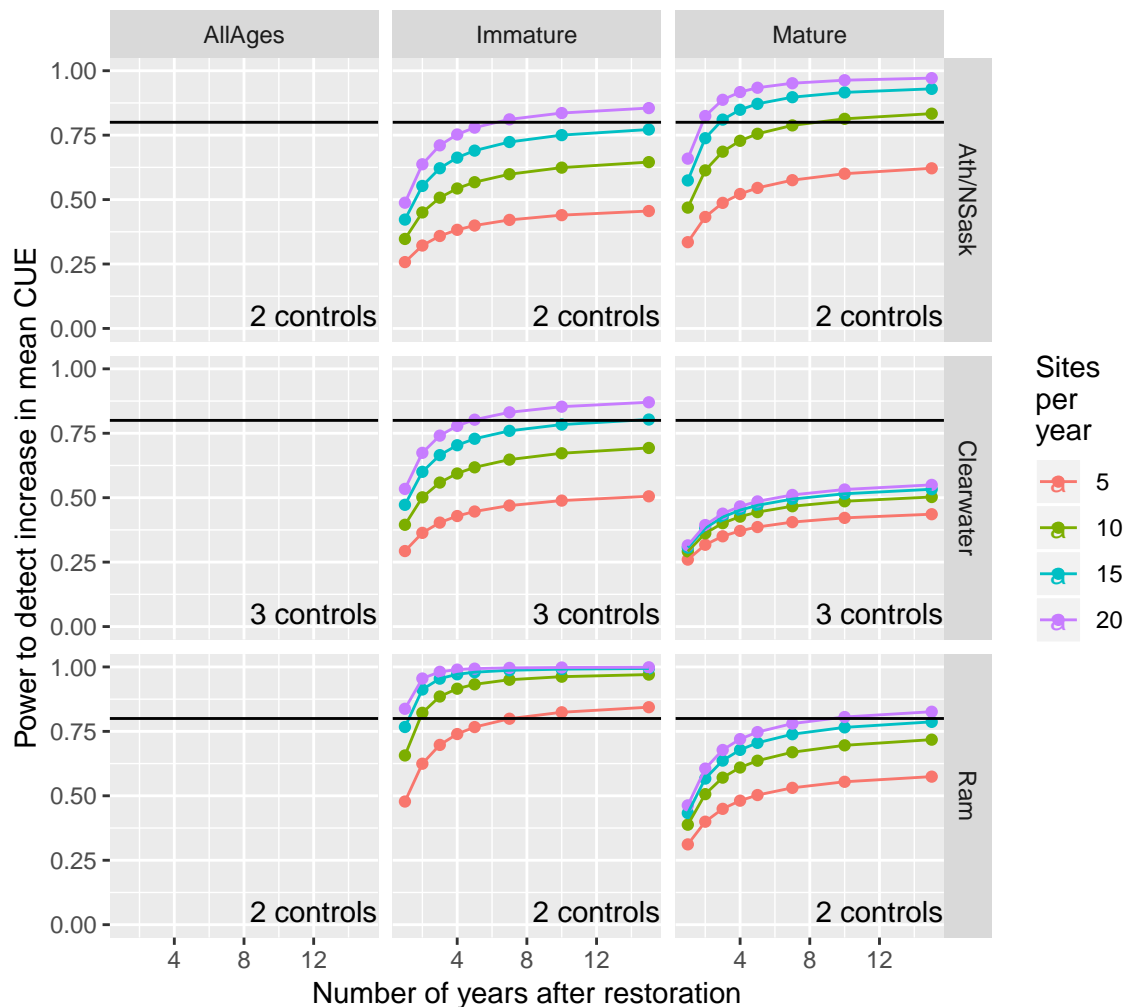 AllAges Immature Mature
1.00
0.75
0.50
0.25
0.00
2 controls 2 controls 2 controls
Ath/NSask
1.00
0.75
0.50
0.25
0.00
3 controls 3 controls 3 controls
Clearwater
1.00
0.75
0.50
0.25
0.00
2 controls 2 controls 2 controls
Ram
4 12 4 12 4 12
Number of years after restoration
Power to detect increase in mean CUE
Sites
per
year
a 5
a 10
a 15
a 20